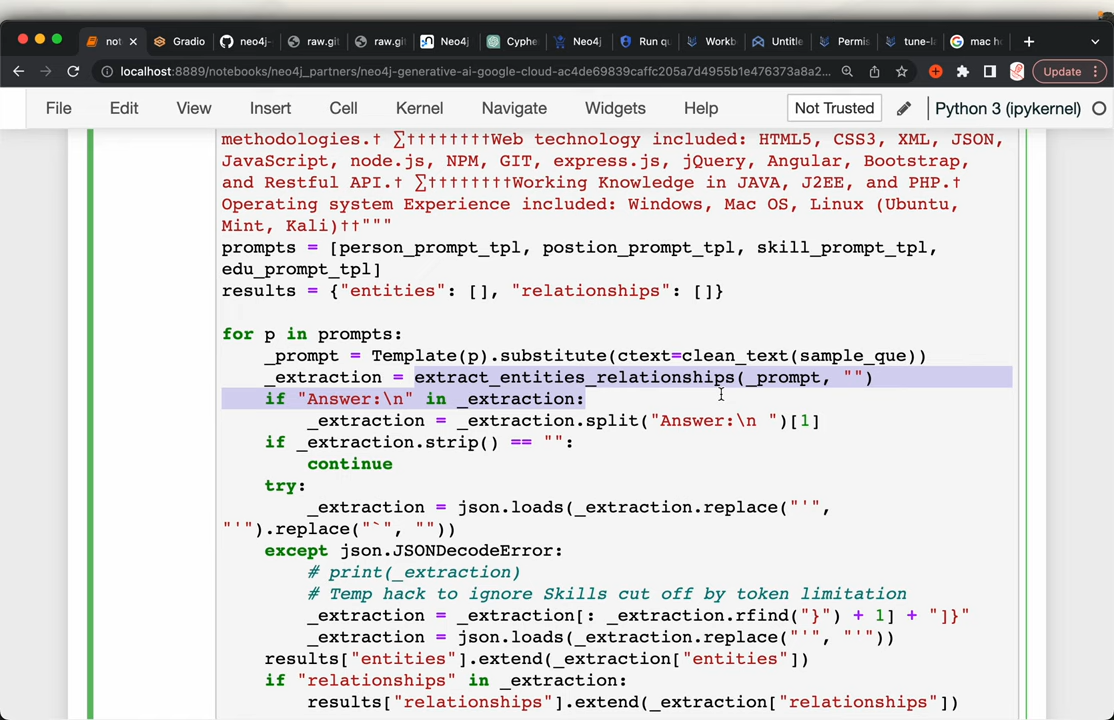 not
Gradio
neo4j-
raw.git
raw.git
Neo4j
Cyphe
Neo4j
Run qu
Workb
Untitle
Permis
tune-la
mac ho
localhost:8889/notebooks/neo4j_partners/neo4j-generative-ai-google-cloud-ac4de69839caffc205a7d4955b1e476373a8a2...
Update
File Edit View Insert Cell Kernel Navigate Widgets Help
Not Trusted
Python 3 (ipykernel)
methodologies.† ∑††††††††Web technology included: HTML5, CSS3, XML, JSON,
JavaScript, node.js, NPM, GIT, express.js, jQuery, Angular, Bootstrap,
and Restful API.† ∑††††††††Working Knowledge in JAVA, J2EE, and PHP.†
Operating system Experience included: Windows, Mac OS, Linux (Ubuntu,
Mint, Kali)††"""
prompts = [person_prompt_tpl, postion_prompt_tpl, skill_prompt_tpl,
edu_prompt_tpl]
results = {"entities": [], "relationships": []}
for p in prompts:
_prompt = Template(p).substitute(ctext=clean_text(sample_que))
_extraction = extract_entities_relationships(_prompt, "")
if "Answer:\n" in _extraction:
_extraction = _extraction.split("Answer:\n ")[1]
if _extraction.strip() == "":
continue
try:
_extraction = json.loads(_extraction.replace("'",
"'").replace("`", ""))
except json.JSONDecodeError:
# print(_extraction)
# Temp hack to ignore Skills cut off by token limitation
_extraction = _extraction[: _extraction.rfind("}") + 1] + "]}"
_extraction = json.loads(_extraction.replace("'", "'"))
results["entities"].extend(_extraction["entities"])
if "relationships" in _extraction:
results["relationships"].extend(_extraction["relationships"])